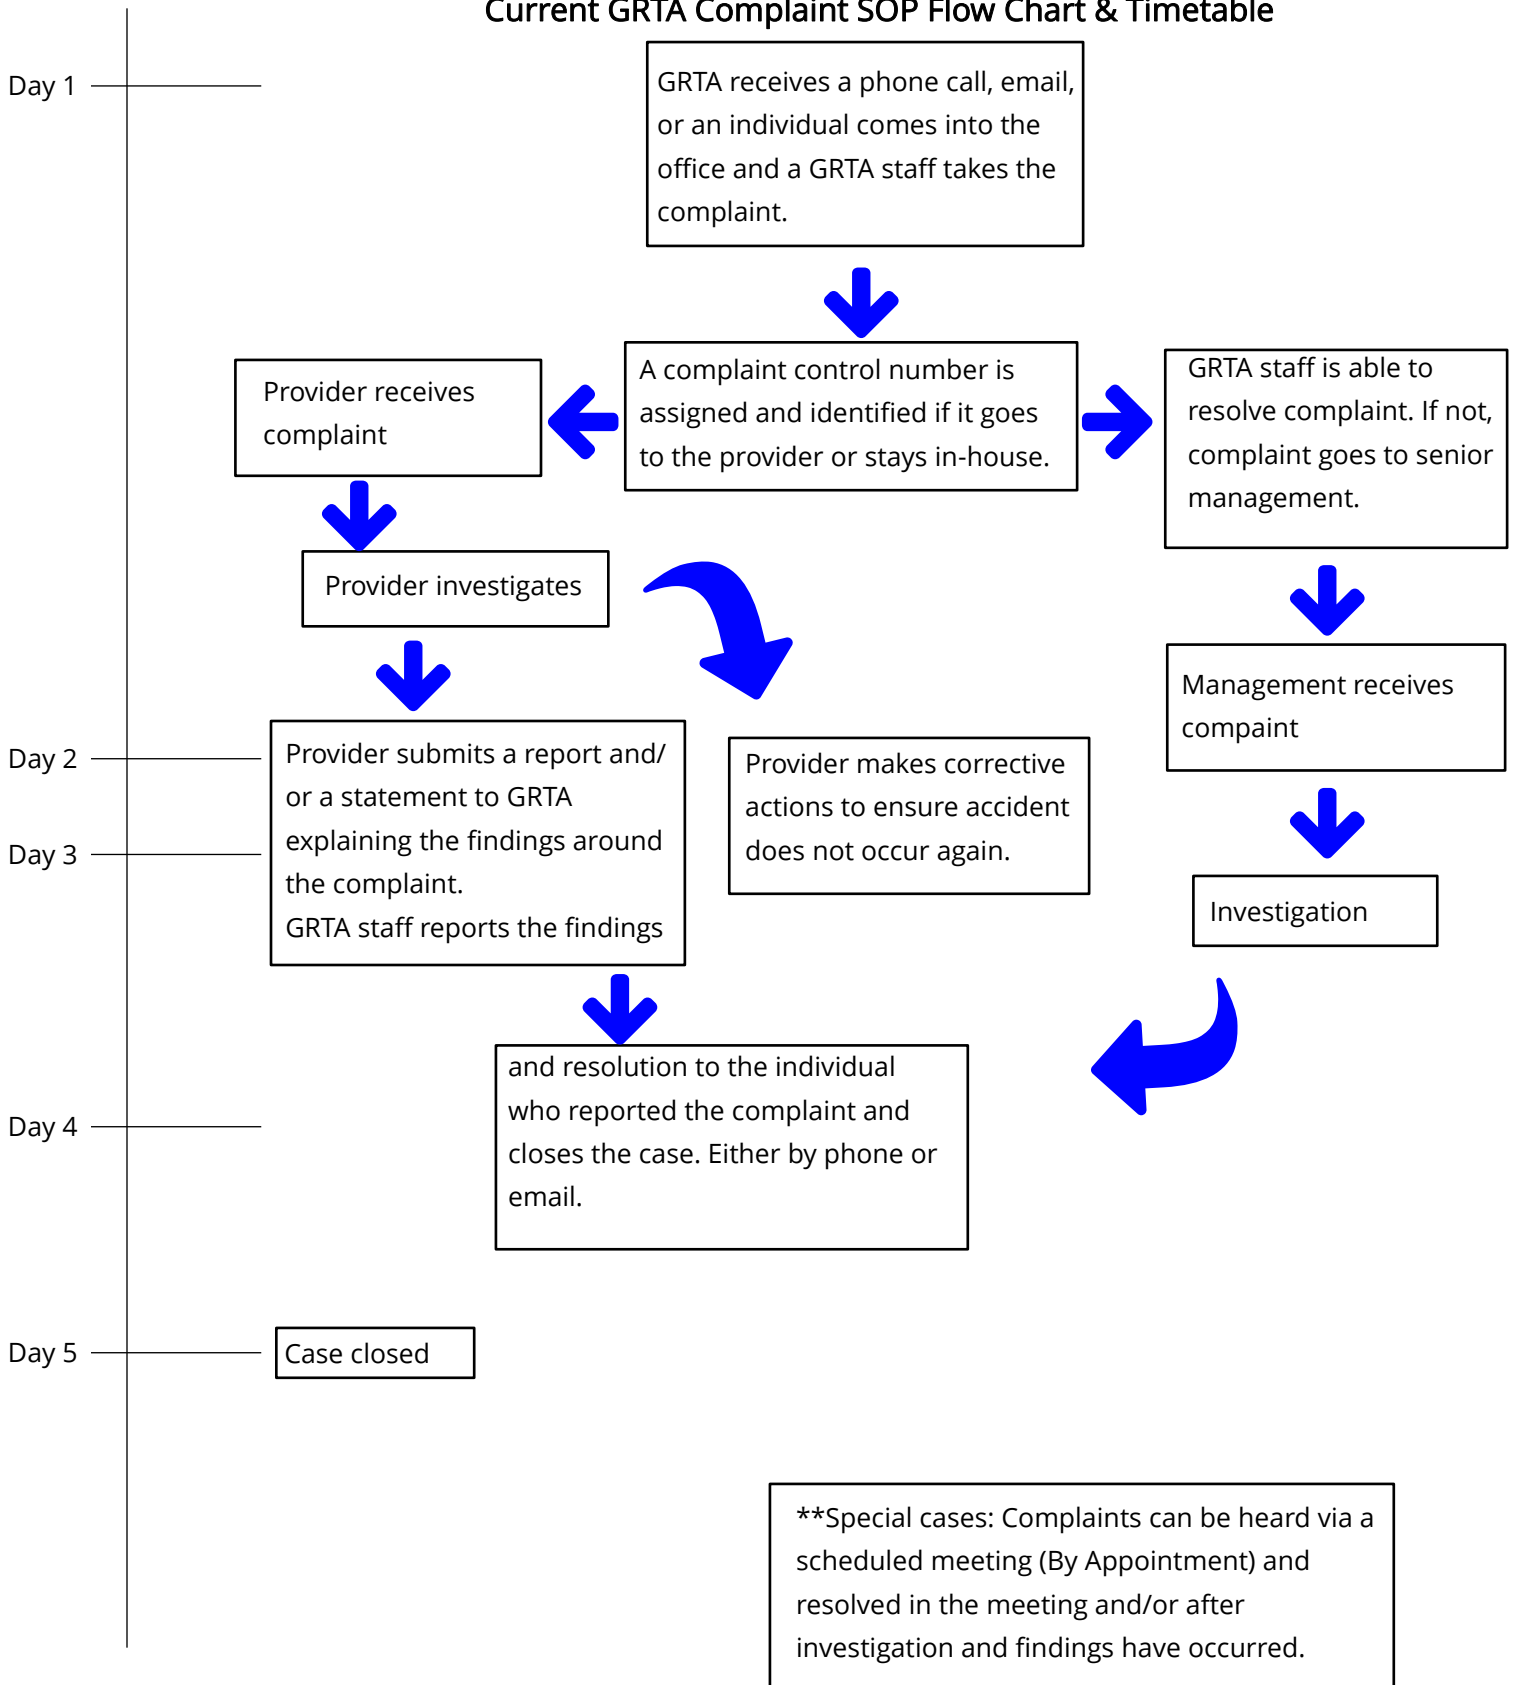 Current GRTA Complaint SOP Flow Chart & Timetable
Day 1
GRTA receives a phone call, email,
or an individual comes into the
office and a GRTA staff takes the
complaint.
Provider receives
complaint
A complaint control number is
assigned and identified if it goes
to the provider or stays in-house.
GRTA staff is able to
resolve complaint. If not,
complaint goes to senior
management.
Provider investigates
Management receives
compaint
Day 2
Day 3
Provider submits a report and/
or a statement to GRTA
explaining the findings around
the complaint.
GRTA staff reports the findings
Provider makes corrective
actions to ensure accident
does not occur again.
Investigation
and resolution to the individual
who reported the complaint and
closes the case. Either by phone or
email.
Day 4
Day 5
Case closed
**Special cases: Complaints can be heard via a
scheduled meeting (By Appointment) and
resolved in the meeting and/or after
investigation and findings have occurred.